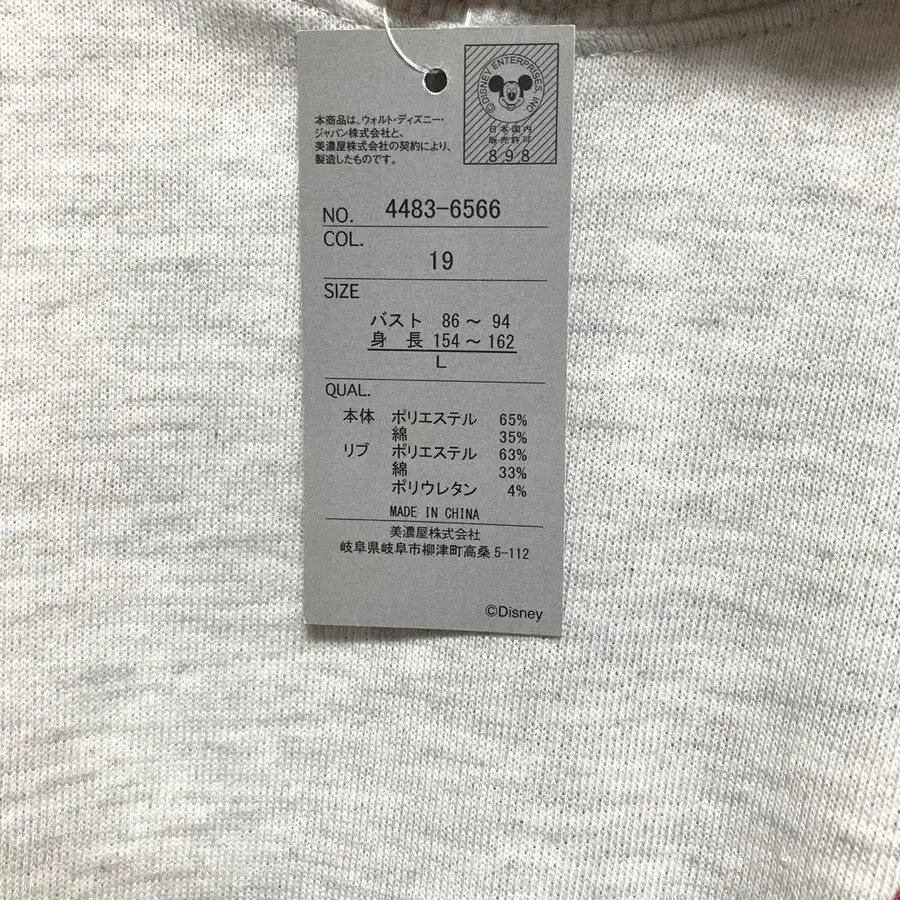 ©DISNEY ENTERPRISES, INC
日本国内
販売許可
898
本商品は、ウォルト・ディズニー・
ジャパン株式会社と、
美濃屋株式会社の契約により、
製造したものです。
NO. 4483-6566
COL.
19
SIZE
バスト 86～94
身長 154～162
L
QUAL.
本体 ポリエステル 65%
綿 35%
リブ ポリエステル 63%
綿 33%
ポリウレタン 4%
MADE IN CHINA
美濃屋株式会社
岐阜県岐阜市柳津町高桑5-112
©Disney